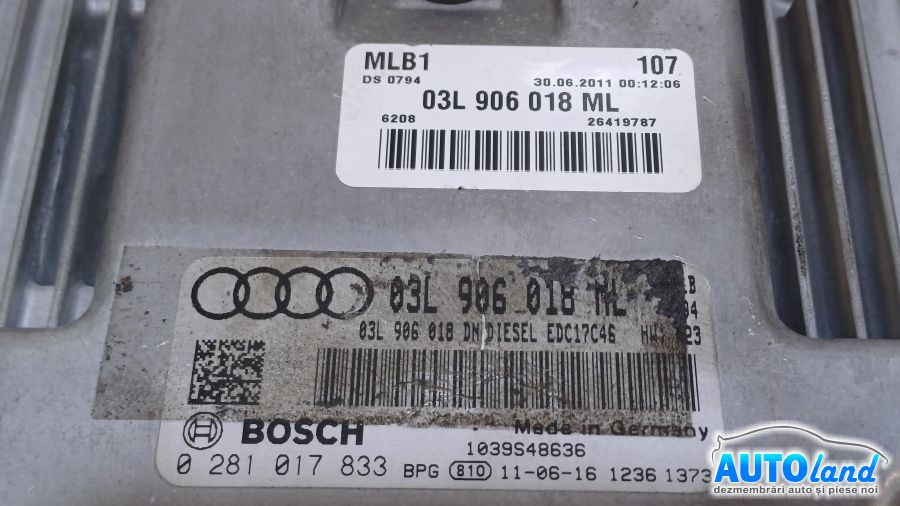 MLB1 107
DS 0794 30.06.2011 00:12:06
03L 906 018 ML
6208 26419787
03L 906 018 ML
03L 906 018 DN DIESEL EDC17C46
BOSCH Made in Germany
1039S48636
0 281 017 833 BPG 810 11-06-16 1236 1373
AUTOland
dezmembrări auto și piese noi